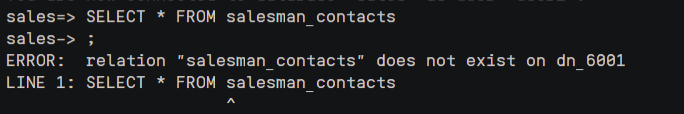 sales=> SELECT * FROM salesman_contacts
sales-> ;
ERROR:  relation "salesman_contacts" does not exist on dn_6001
LINE 1: SELECT * FROM salesman_contacts
                      ^